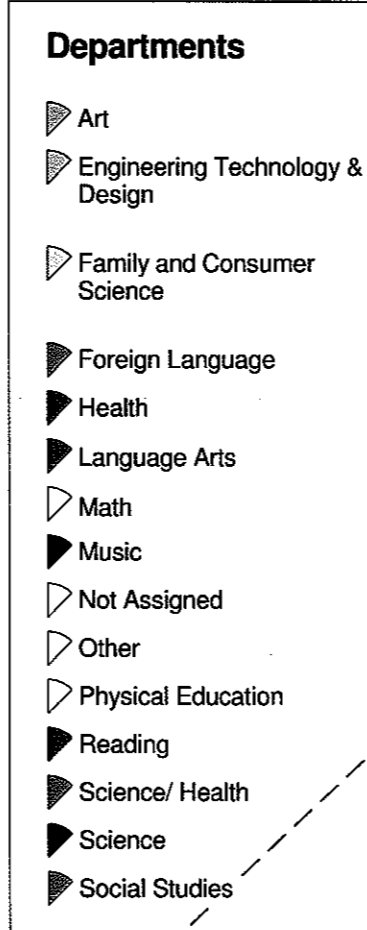 Departments
Art
Engineering Technology &
Design
Family and Consumer
Science
Foreign Language
Health
Language Arts
Math
Music
Not Assigned
Other
Physical Education
Reading
Science/ Health
Science
Social Studies